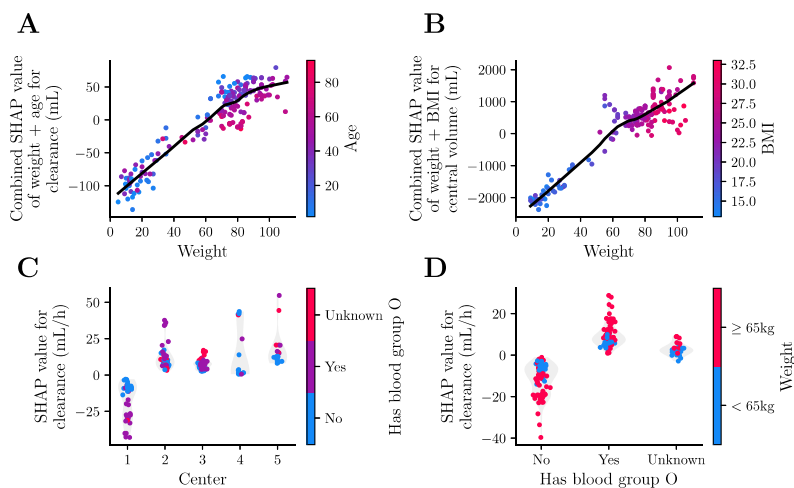 A
Combined SHAP value
of weight + age for
clearance (mL)
50
0
−50
−100
0
20
40
60
80
100
Weight
80
60
40
20
Age
B
Combined SHAP value
of weight + BMI for
central volume (mL)
2000
1000
0
−1000
−2000
0
20
40
60
80
100
Weight
32.5
30.0
27.5
25.0
22.5
20.0
17.5
15.0
BMI
C
SHAP value for
clearance (mL/h)
50
25
0
−25
1
2
3
4
5
Center
Unknown
Yes
No
Has blood group O
D
SHAP value for
clearance (mL/h)
20
0
−20
−40
No
Yes
Unknown
Has blood group O
≥ 65kg
< 65kg
Weight